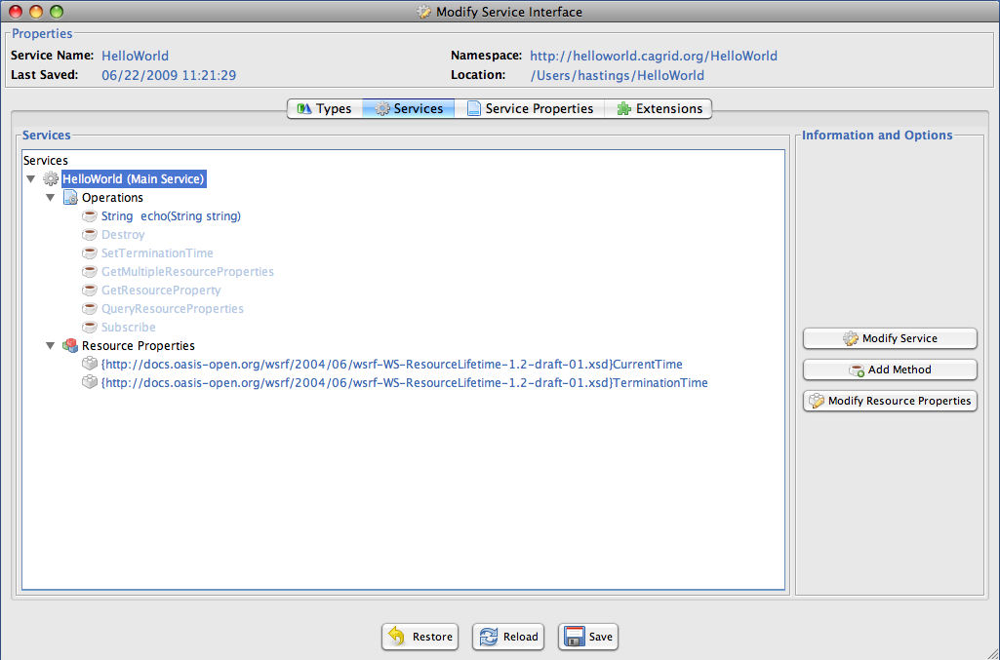 Modify Service Interface
Properties
Service Name: HelloWorld Namespace: http://helloworld.cagrid.org/HelloWorld
Last Saved: 06/22/2009 11:21:29 Location: /Users/hastings/HelloWorld
Types Services Service Properties Extensions
Services
Information and Options
Services
HelloWorld (Main Service)
Operations
String echo(String string)
Destroy
SetTerminationTime
GetMultipleResourceProperties
GetResourceProperty
QueryResourceProperties
Subscribe
Resource Properties
{http://docs.oasis-open.org/wsrf/2004/06/wsrf-WS-ResourceLifetime-1.2-draft-01.xsd}CurrentTime
{http://docs.oasis-open.org/wsrf/2004/06/wsrf-WS-ResourceLifetime-1.2-draft-01.xsd}TerminationTime
Modify Service
Add Method
Modify Resource Properties
Restore Reload Save